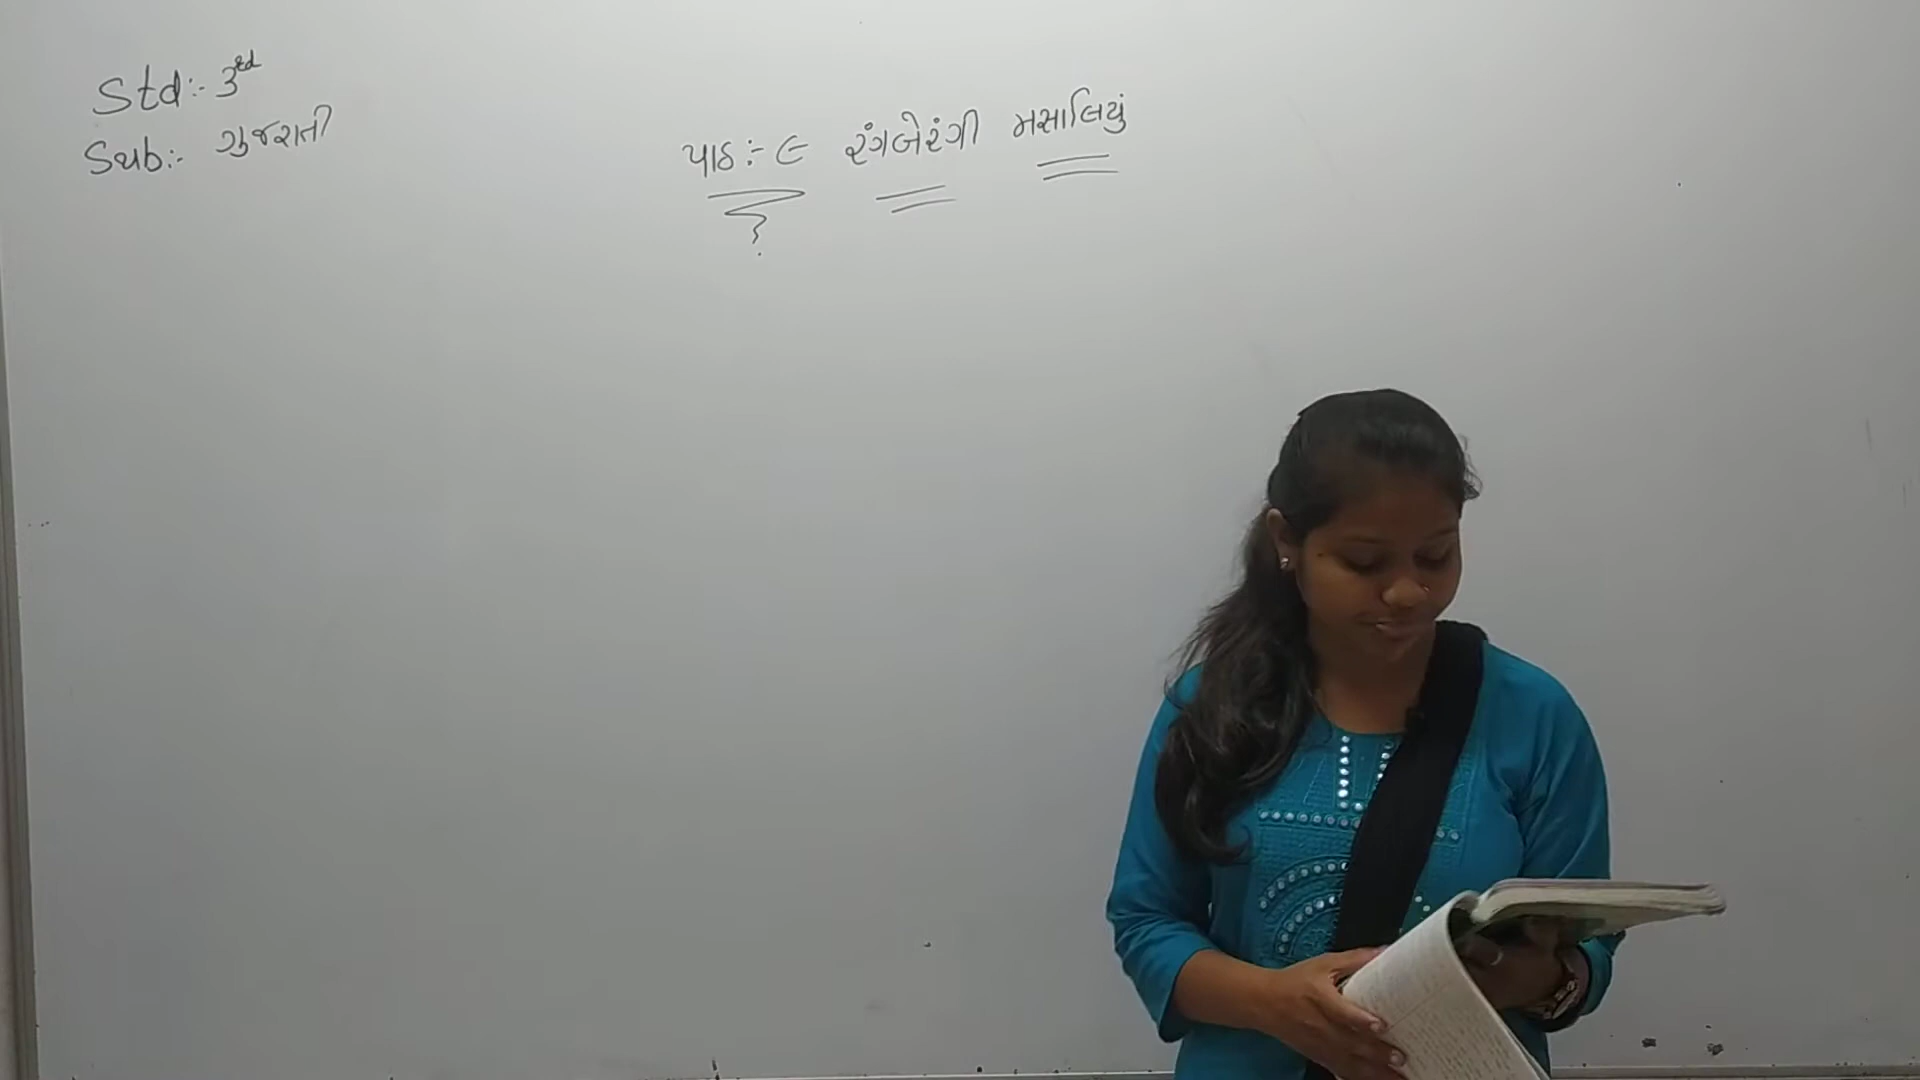 Std:- 3rd
Sub:- ગુજરાતી
પાઠ:- ૯ રંગબેરંગી મસાલિયું